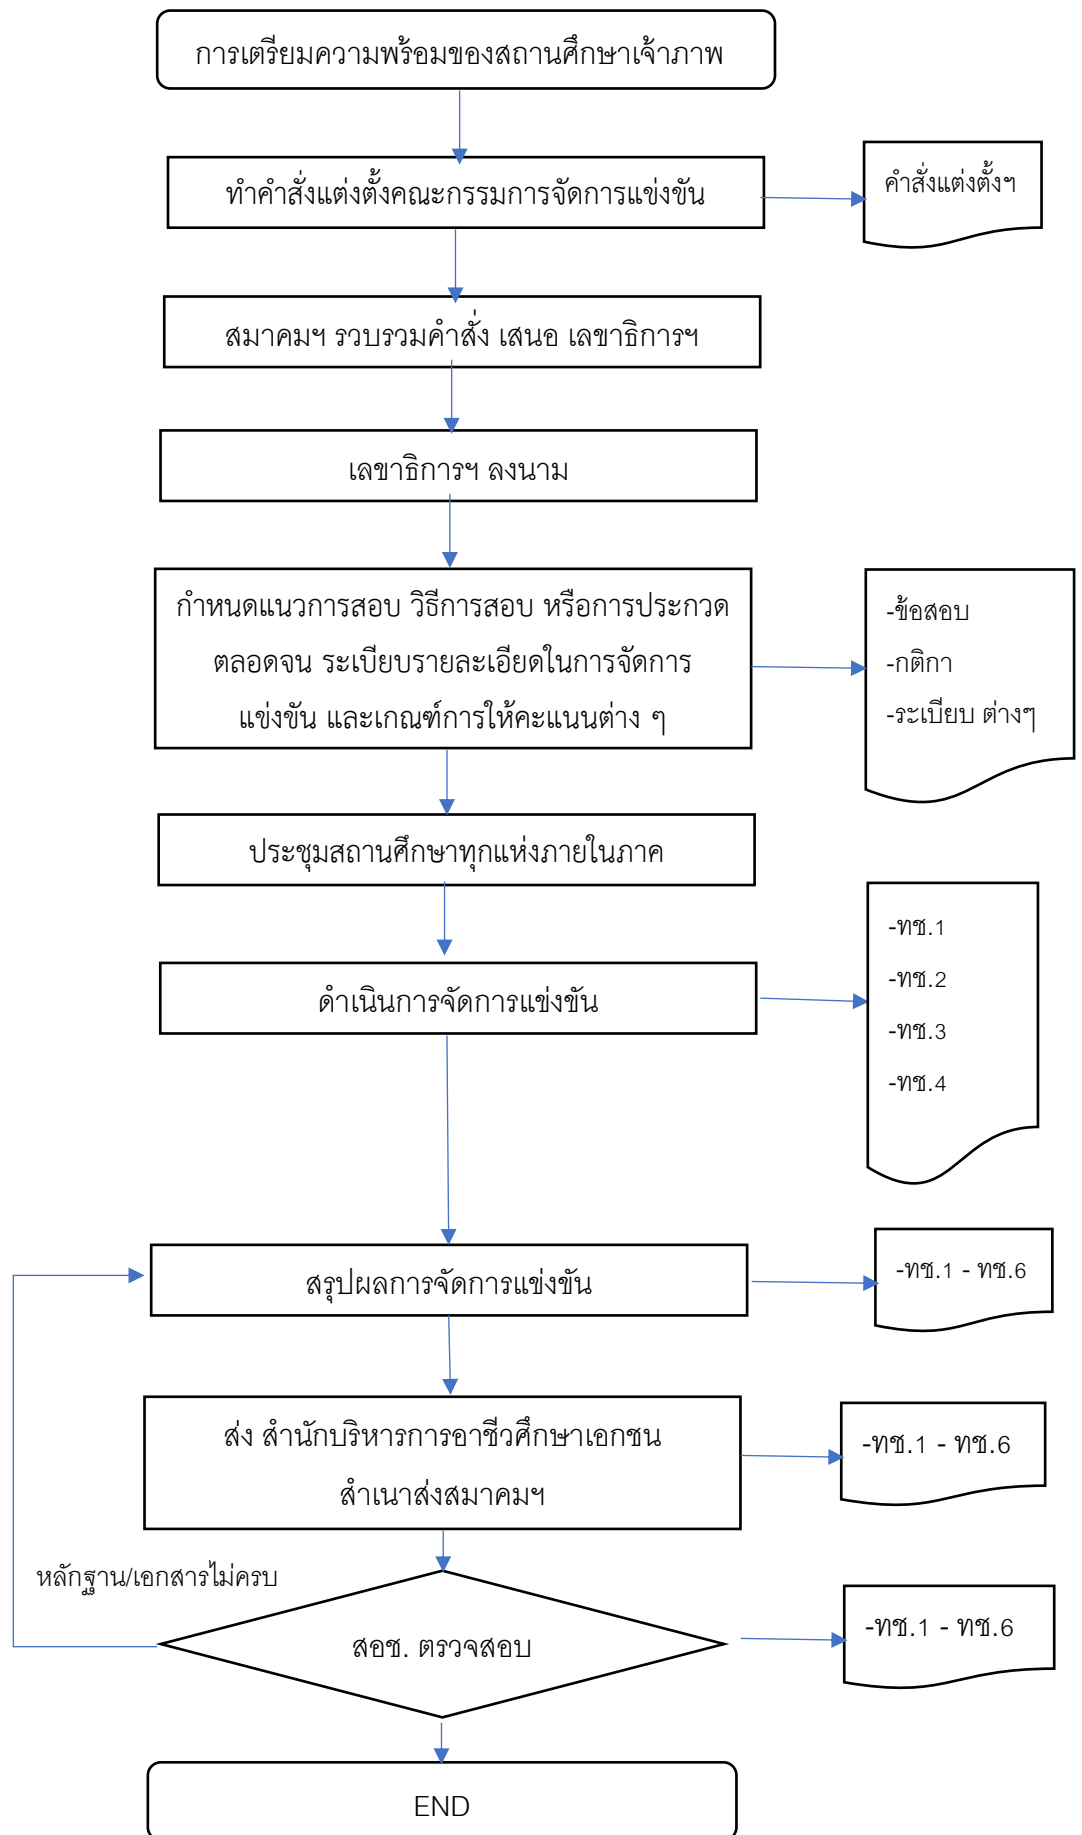 การเตรียมความพร้อมของสถานศึกษาเจ้าภาพ
ทำคำสั่งแต่งตั้งคณะกรรมการจัดการแข่งขัน
คำสั่งแต่งตั้งฯ
สมาคมฯ รวบรวมคำสั่ง เสนอ เลขาธิการฯ
เลขาธิการฯ ลงนาม
กำหนดแนวการสอบ วิธีการสอบ หรือการประกวด
ตลอดจน ระเบียบรายละเอียดในการจัดการ
แข่งขัน และเกณฑ์การให้คะแนนต่าง ๆ
-ข้อสอบ
-กติกา
-ระเบียบ ต่างๆ
ประชุมสถานศึกษาทุกแห่งภายในภาค
ดำเนินการจัดการแข่งขัน
-ทช.1
-ทช.2
-ทช.3
-ทช.4
สรุปผลการจัดการแข่งขัน
-ทช.1 - ทช.6
ส่ง สำนักบริหารการอาชีวศึกษาเอกชน
สำเนาส่งสมาคมฯ
-ทช.1 - ทช.6
หลักฐาน/เอกสารไม่ครบ
สอช. ตรวจสอบ
-ทช.1 - ทช.6
END